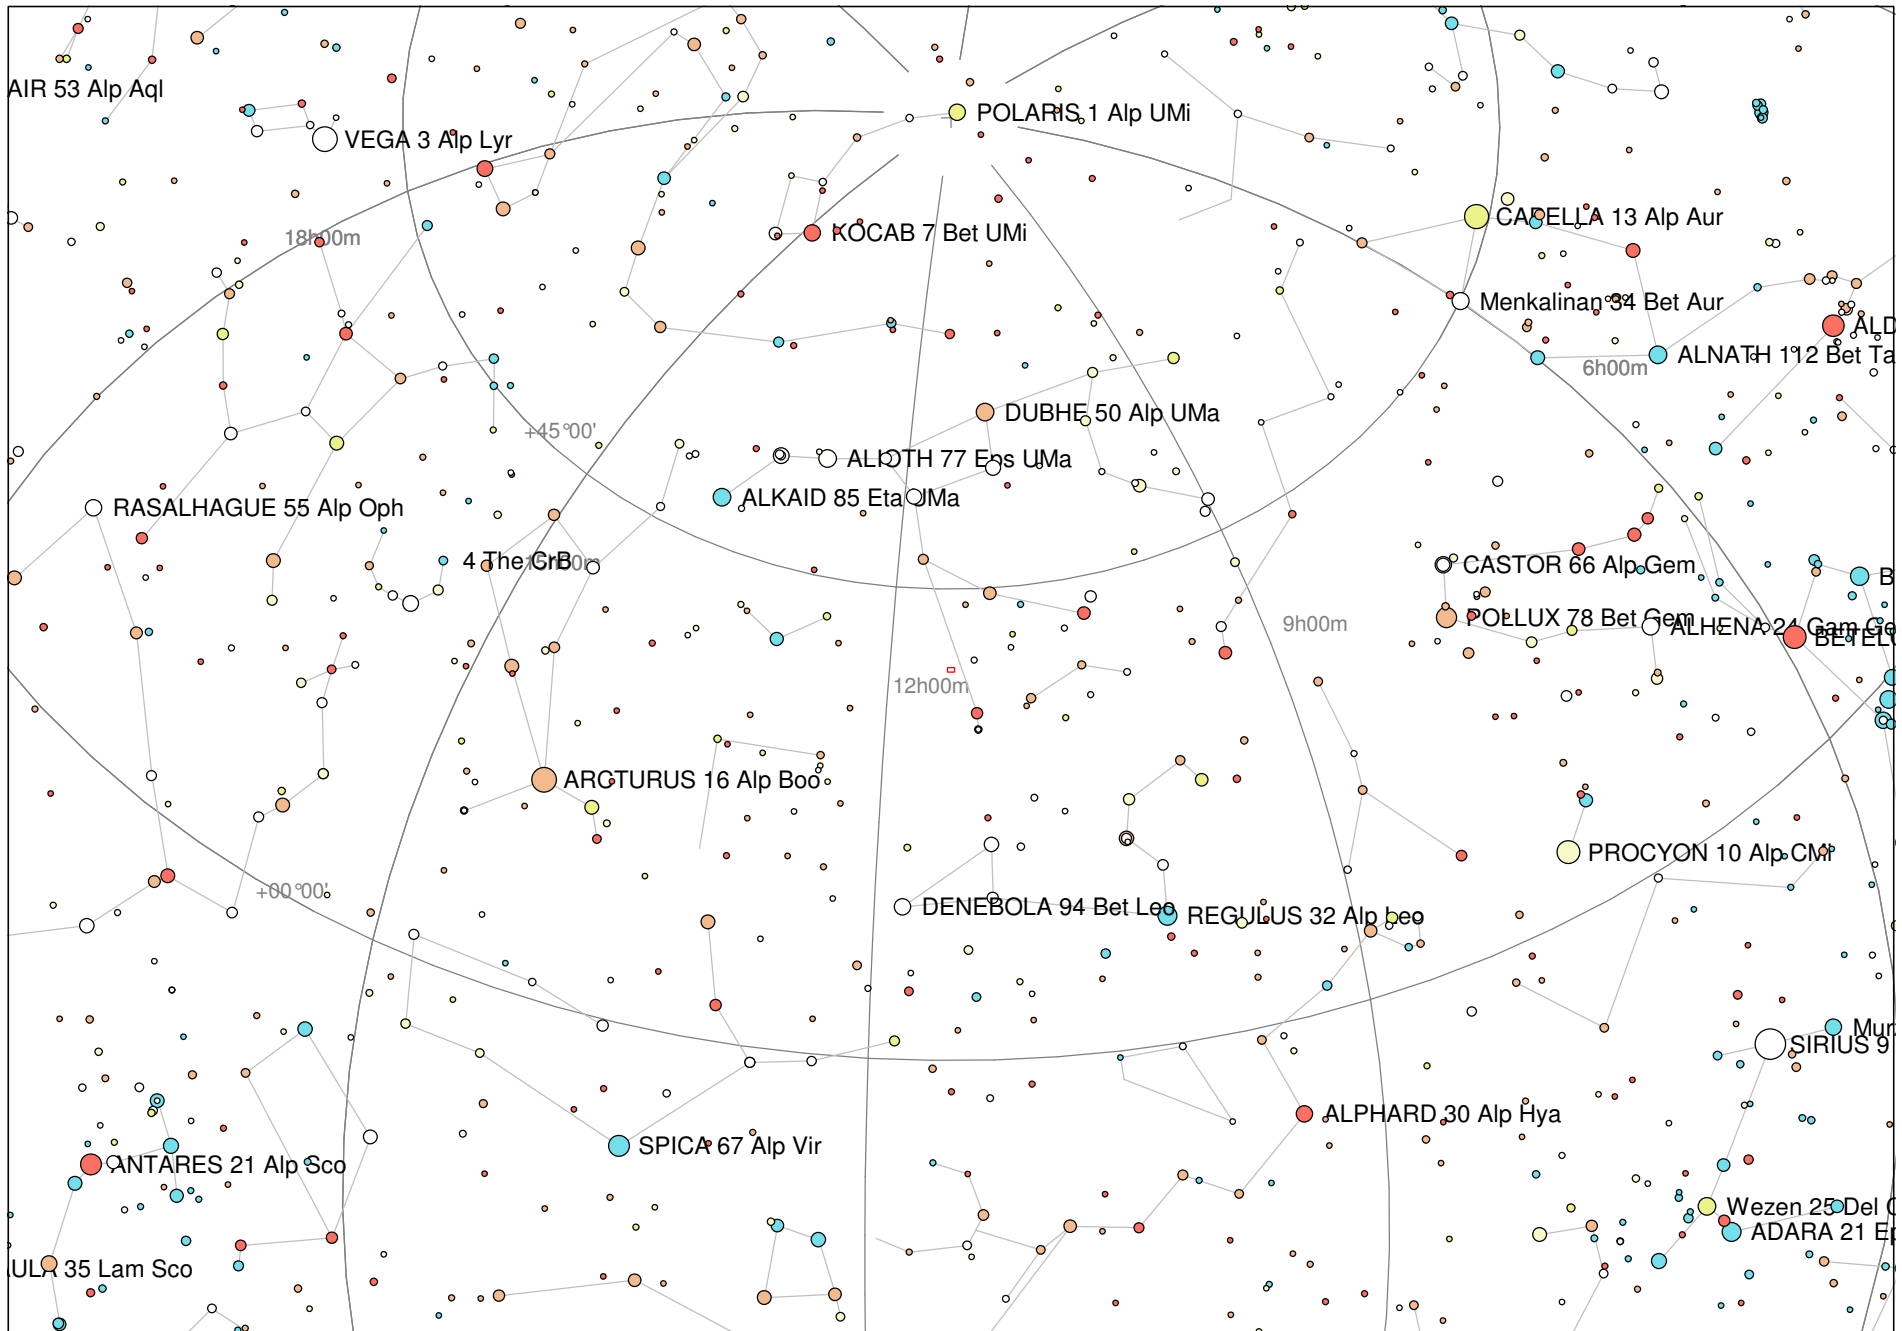 AIR 53 Alp Aql
POLARIS 1 Alp UMi
VEGA 3 Alp Lyr
CAPELLA 13 Alp Aur
KOCAB 7 Bet UMi
18h00m
Menkalinan 34 Bet Aur
ALD
ALNATH 112 Bet Ta
6h00m
DUBHE 50 Alp UMa
+45°00'
ALIOTH 77 Eps UMa
ALKAID 85 Eta UMa
RASALHAGUE 55 Alp Oph
4 The CrB
15h00m
CASTOR 66 Alp Gem
B
POLLUX 78 Bet Gem
9h00m
ALHENA 24 Gam Ge
BETEL
12h00m
ARCTURUS 16 Alp Boo
PROCYON 10 Alp CMi
+00°00'
DENEBOLA 94 Bet Leo
REGULUS 32 Alp Leo
Mur
SIRIUS 9
ALPHARD 30 Alp Hya
SPICA 67 Alp Vir
ANTARES 21 Alp Sco
Wezen 25 Del C
ADARA 21 Ep
ULA 35 Lam Sco